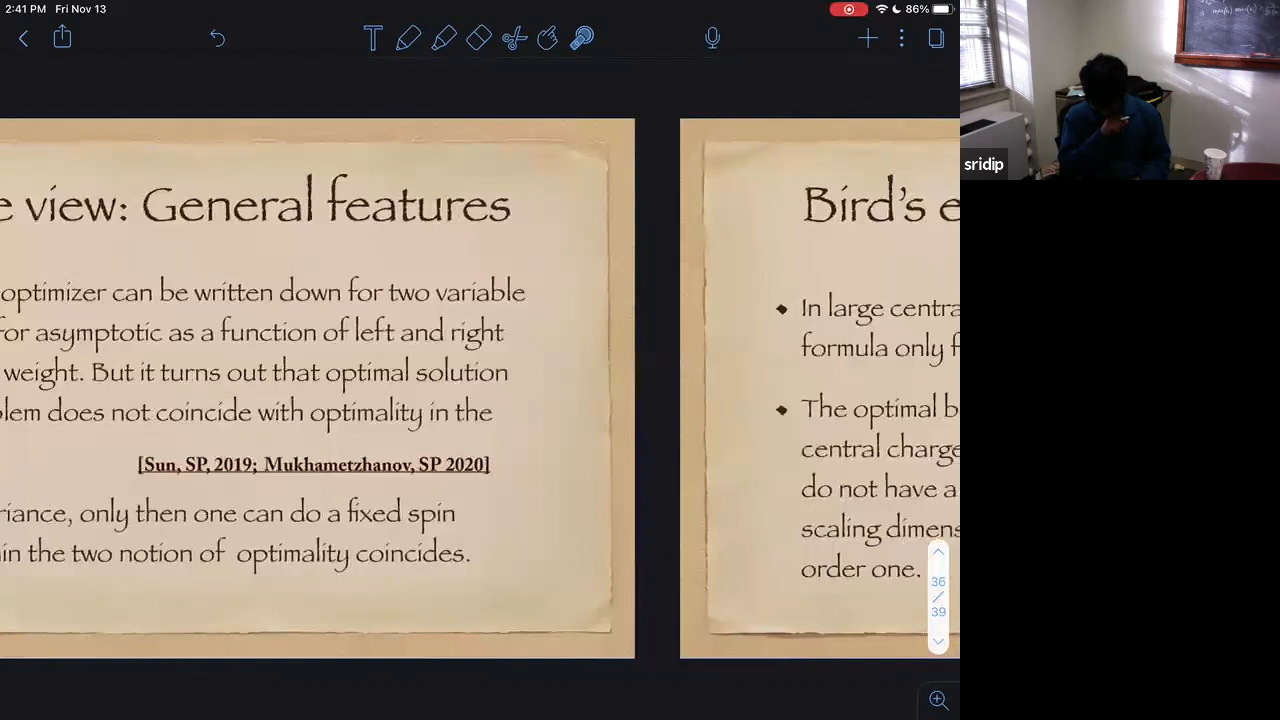 2:41 PM Fri Nov 13
86%
e view: General features
optimizer can be written down for two variable
for asymptotic as a function of left and right
weight. But it turns out that optimal solution
blem does not coincide with optimality in the
[Sun, SP, 2019; Mukhametzhanov, SP 2020]
riance, only then one can do a fixed spin
in the two notion of optimality coincides.
Bird's e
In large centra
formula only f
The optimal b
central charge
do not have a
scaling dimens
order one.
36
/
39
sridip